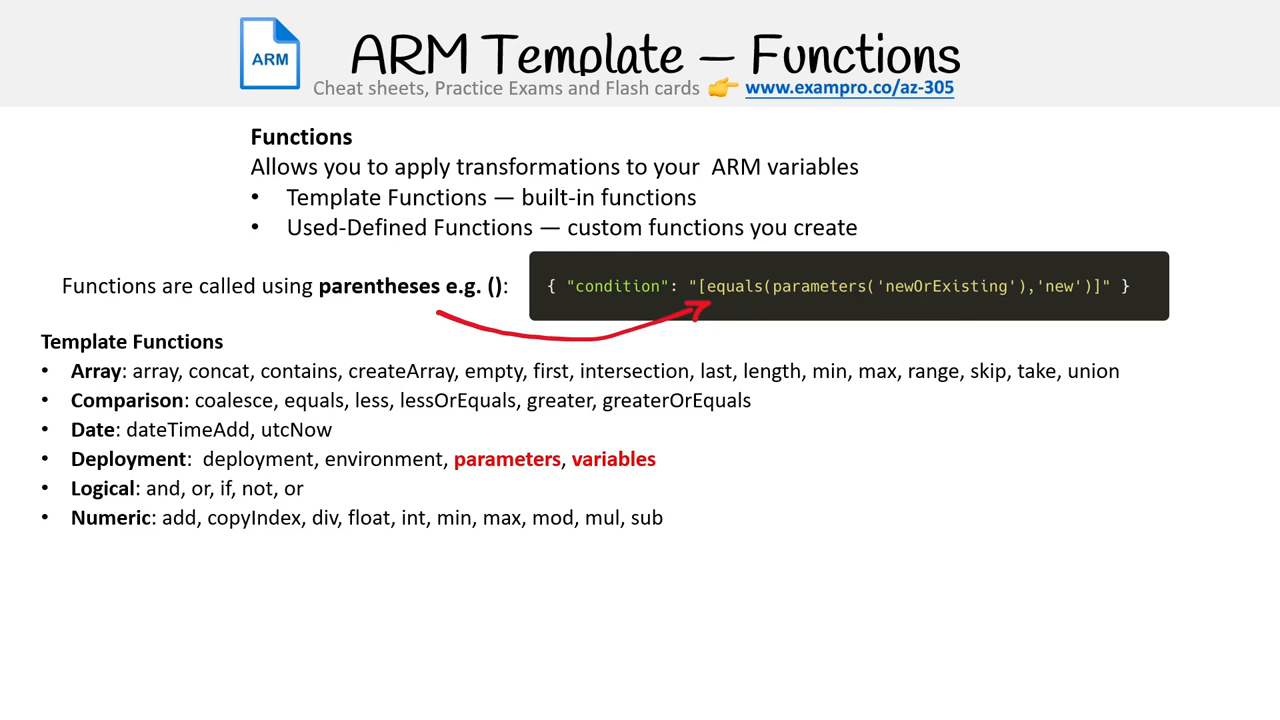 ARM
ARM Template – Functions
Cheat sheets, Practice Exams and Flash cards 👉 www.exampro.co/az-305
Functions
Allows you to apply transformations to your ARM variables
• Template Functions — built-in functions
• Used-Defined Functions — custom functions you create
Functions are called using parentheses e.g. ():
{ "condition": "[equals(parameters('newOrExisting'),'new')]" }
Template Functions
• Array: array, concat, contains, createArray, empty, first, intersection, last, length, min, max, range, skip, take, union
• Comparison: coalesce, equals, less, lessOrEquals, greater, greaterOrEquals
• Date: dateTimeAdd, utcNow
• Deployment: deployment, environment, parameters, variables
• Logical: and, or, if, not, or
• Numeric: add, copyIndex, div, float, int, min, max, mod, mul, sub